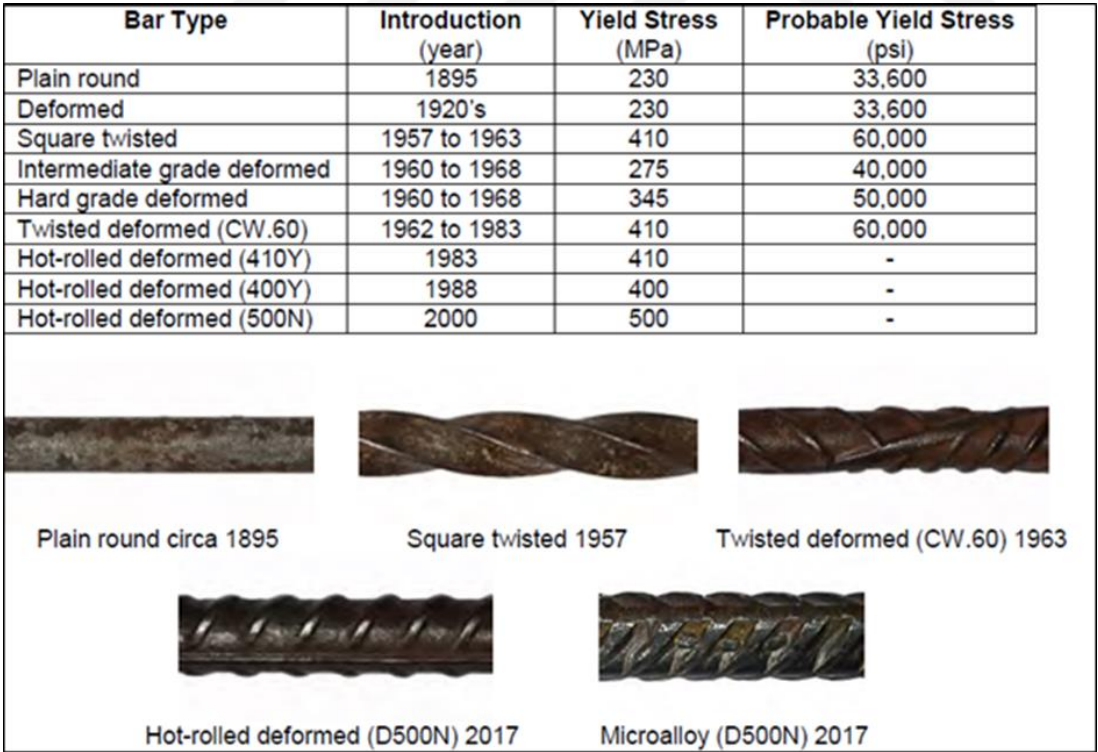 Bar Type Introduction Yield Stress Probable Yield Stress
(year) (MPa) (psi)
Plain round 1895 230 33,600
Deformed 1920's 230 33,600
Square twisted 1957 to 1963 410 60,000
Intermediate grade deformed 1960 to 1968 275 40,000
Hard grade deformed 1960 to 1968 345 50,000
Twisted deformed (CW.60) 1962 to 1983 410 60,000
Hot-rolled deformed (410Y) 1983 410 -
Hot-rolled deformed (400Y) 1988 400 -
Hot-rolled deformed (500N) 2000 500 -
Plain round circa 1895 Square twisted 1957 Twisted deformed (CW.60) 1963
Hot-rolled deformed (D500N) 2017 Microalloy (D500N) 2017